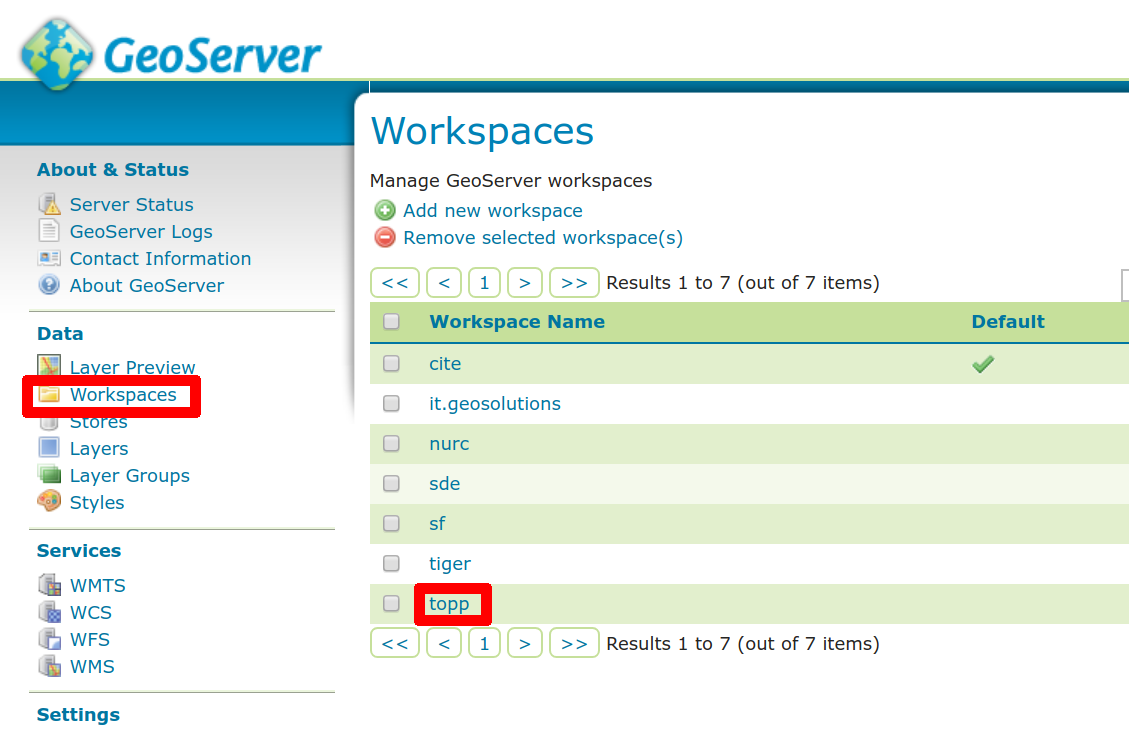 GeoServer
About & Status
Server Status
GeoServer Logs
Contact Information
About GeoServer
Data
Layer Preview
Workspaces
Stores
Layers
Layer Groups
Styles
Services
WMTS
WCS
WFS
WMS
Settings
Workspaces
Manage GeoServer workspaces
Add new workspace
Remove selected workspace(s)
<< < 1 > >> Results 1 to 7 (out of 7 items)
Workspace Name Default
cite
it.geosolutions
nurc
sde
sf
tiger
topp
<< < 1 > >> Results 1 to 7 (out of 7 items)